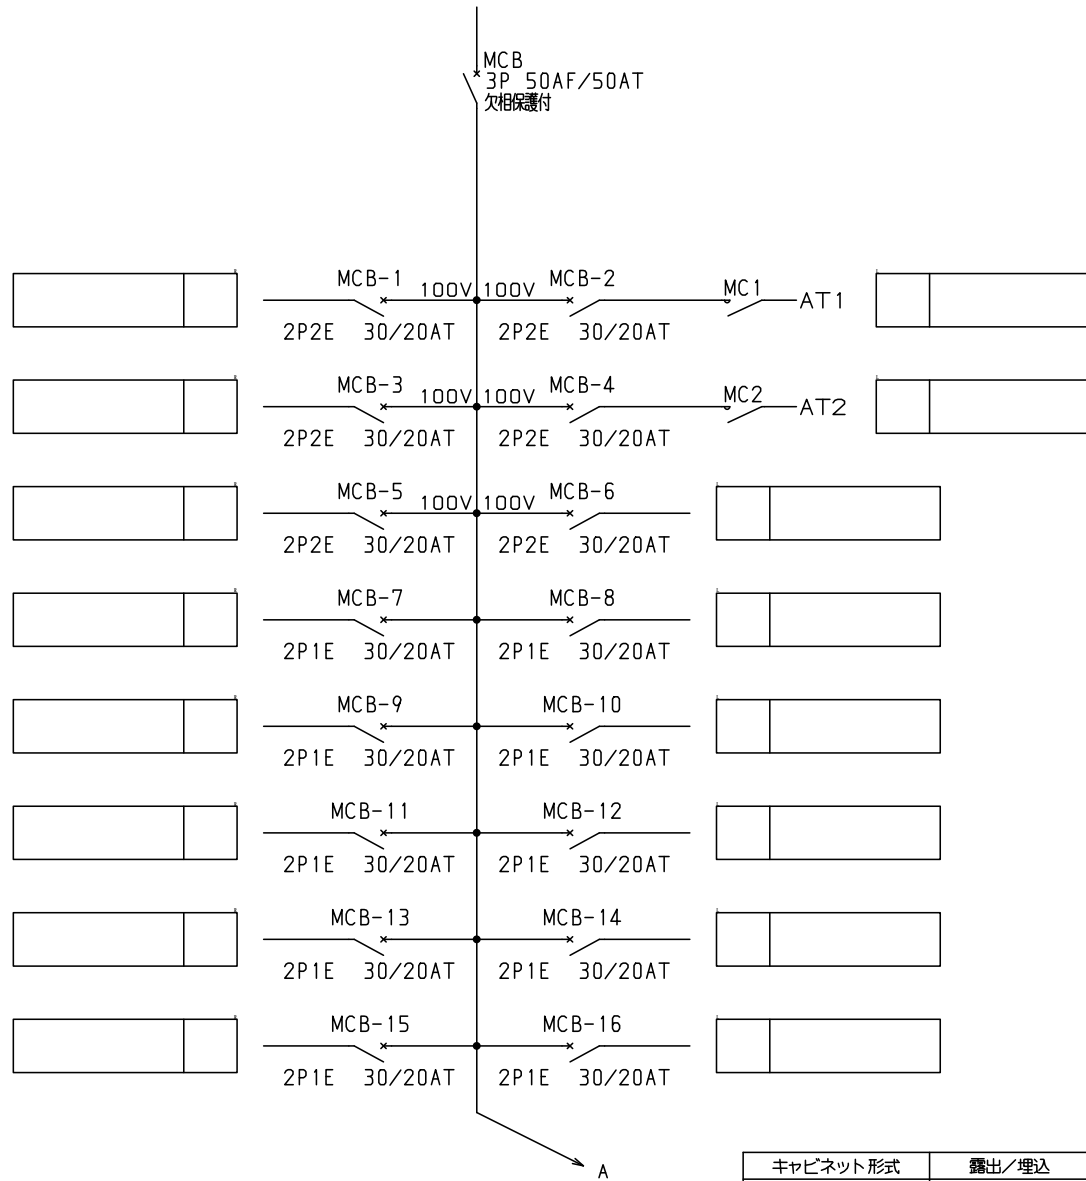 MCB
3P 50AF/50AT
欠相保護付
MCB-1 100V 100V MCB-2 MC1 AT1
2P2E 30/20AT 2P2E 30/20AT
MCB-3 100V 100V MCB-4 MC2 AT2
2P2E 30/20AT 2P2E 30/20AT
MCB-5 100V 100V MCB-6
2P2E 30/20AT 2P2E 30/20AT
MCB-7 MCB-8
2P1E 30/20AT 2P1E 30/20AT
MCB-9 MCB-10
2P1E 30/20AT 2P1E 30/20AT
MCB-11 MCB-12
2P1E 30/20AT 2P1E 30/20AT
MCB-13 MCB-14
2P1E 30/20AT 2P1E 30/20AT
MCB-15 MCB-16
2P1E 30/20AT 2P1E 30/20AT
A
キャビネット形式 露出/埋込